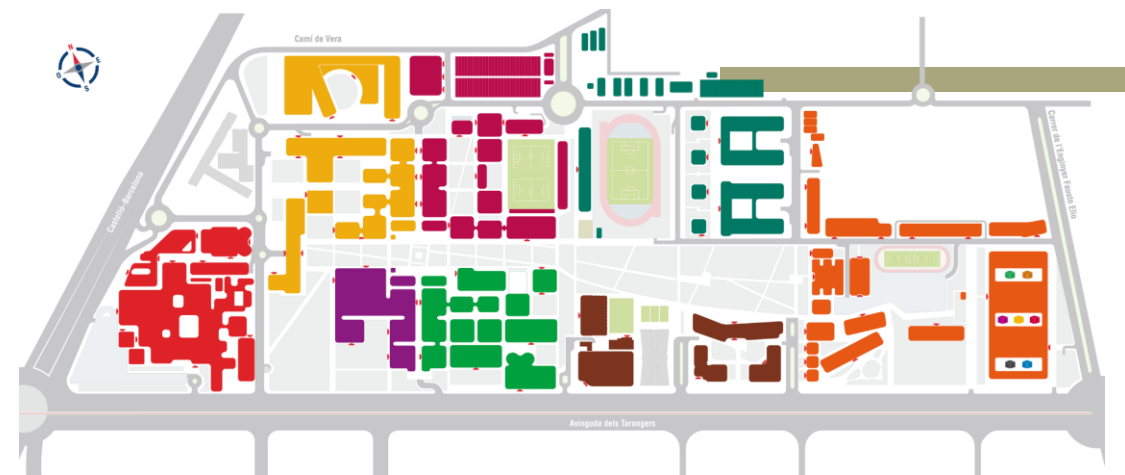 Camí de Vera
N
E
S
O
Castelló-Barcelona
Carrer de l'Enginyer Fausto Elio
Avinguda dels Tarongers